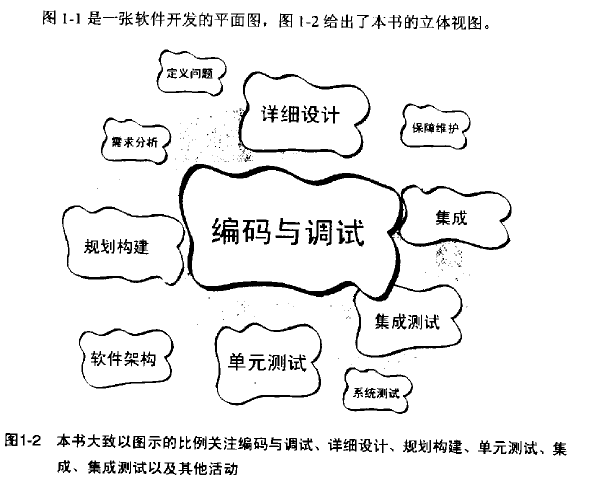 图 1-1 是一张软件开发的平面图，图 1-2 给出了本书的立体视图。
定义问题
详细设计
保障维护
需求分析
编码与调试
集成
规划构建
集成测试
软件架构
单元测试
系统测试
图1-2 本书大致以图示的比例关注编码与调试、详细设计、规划构建、单元测试、集
成、集成测试以及其他活动